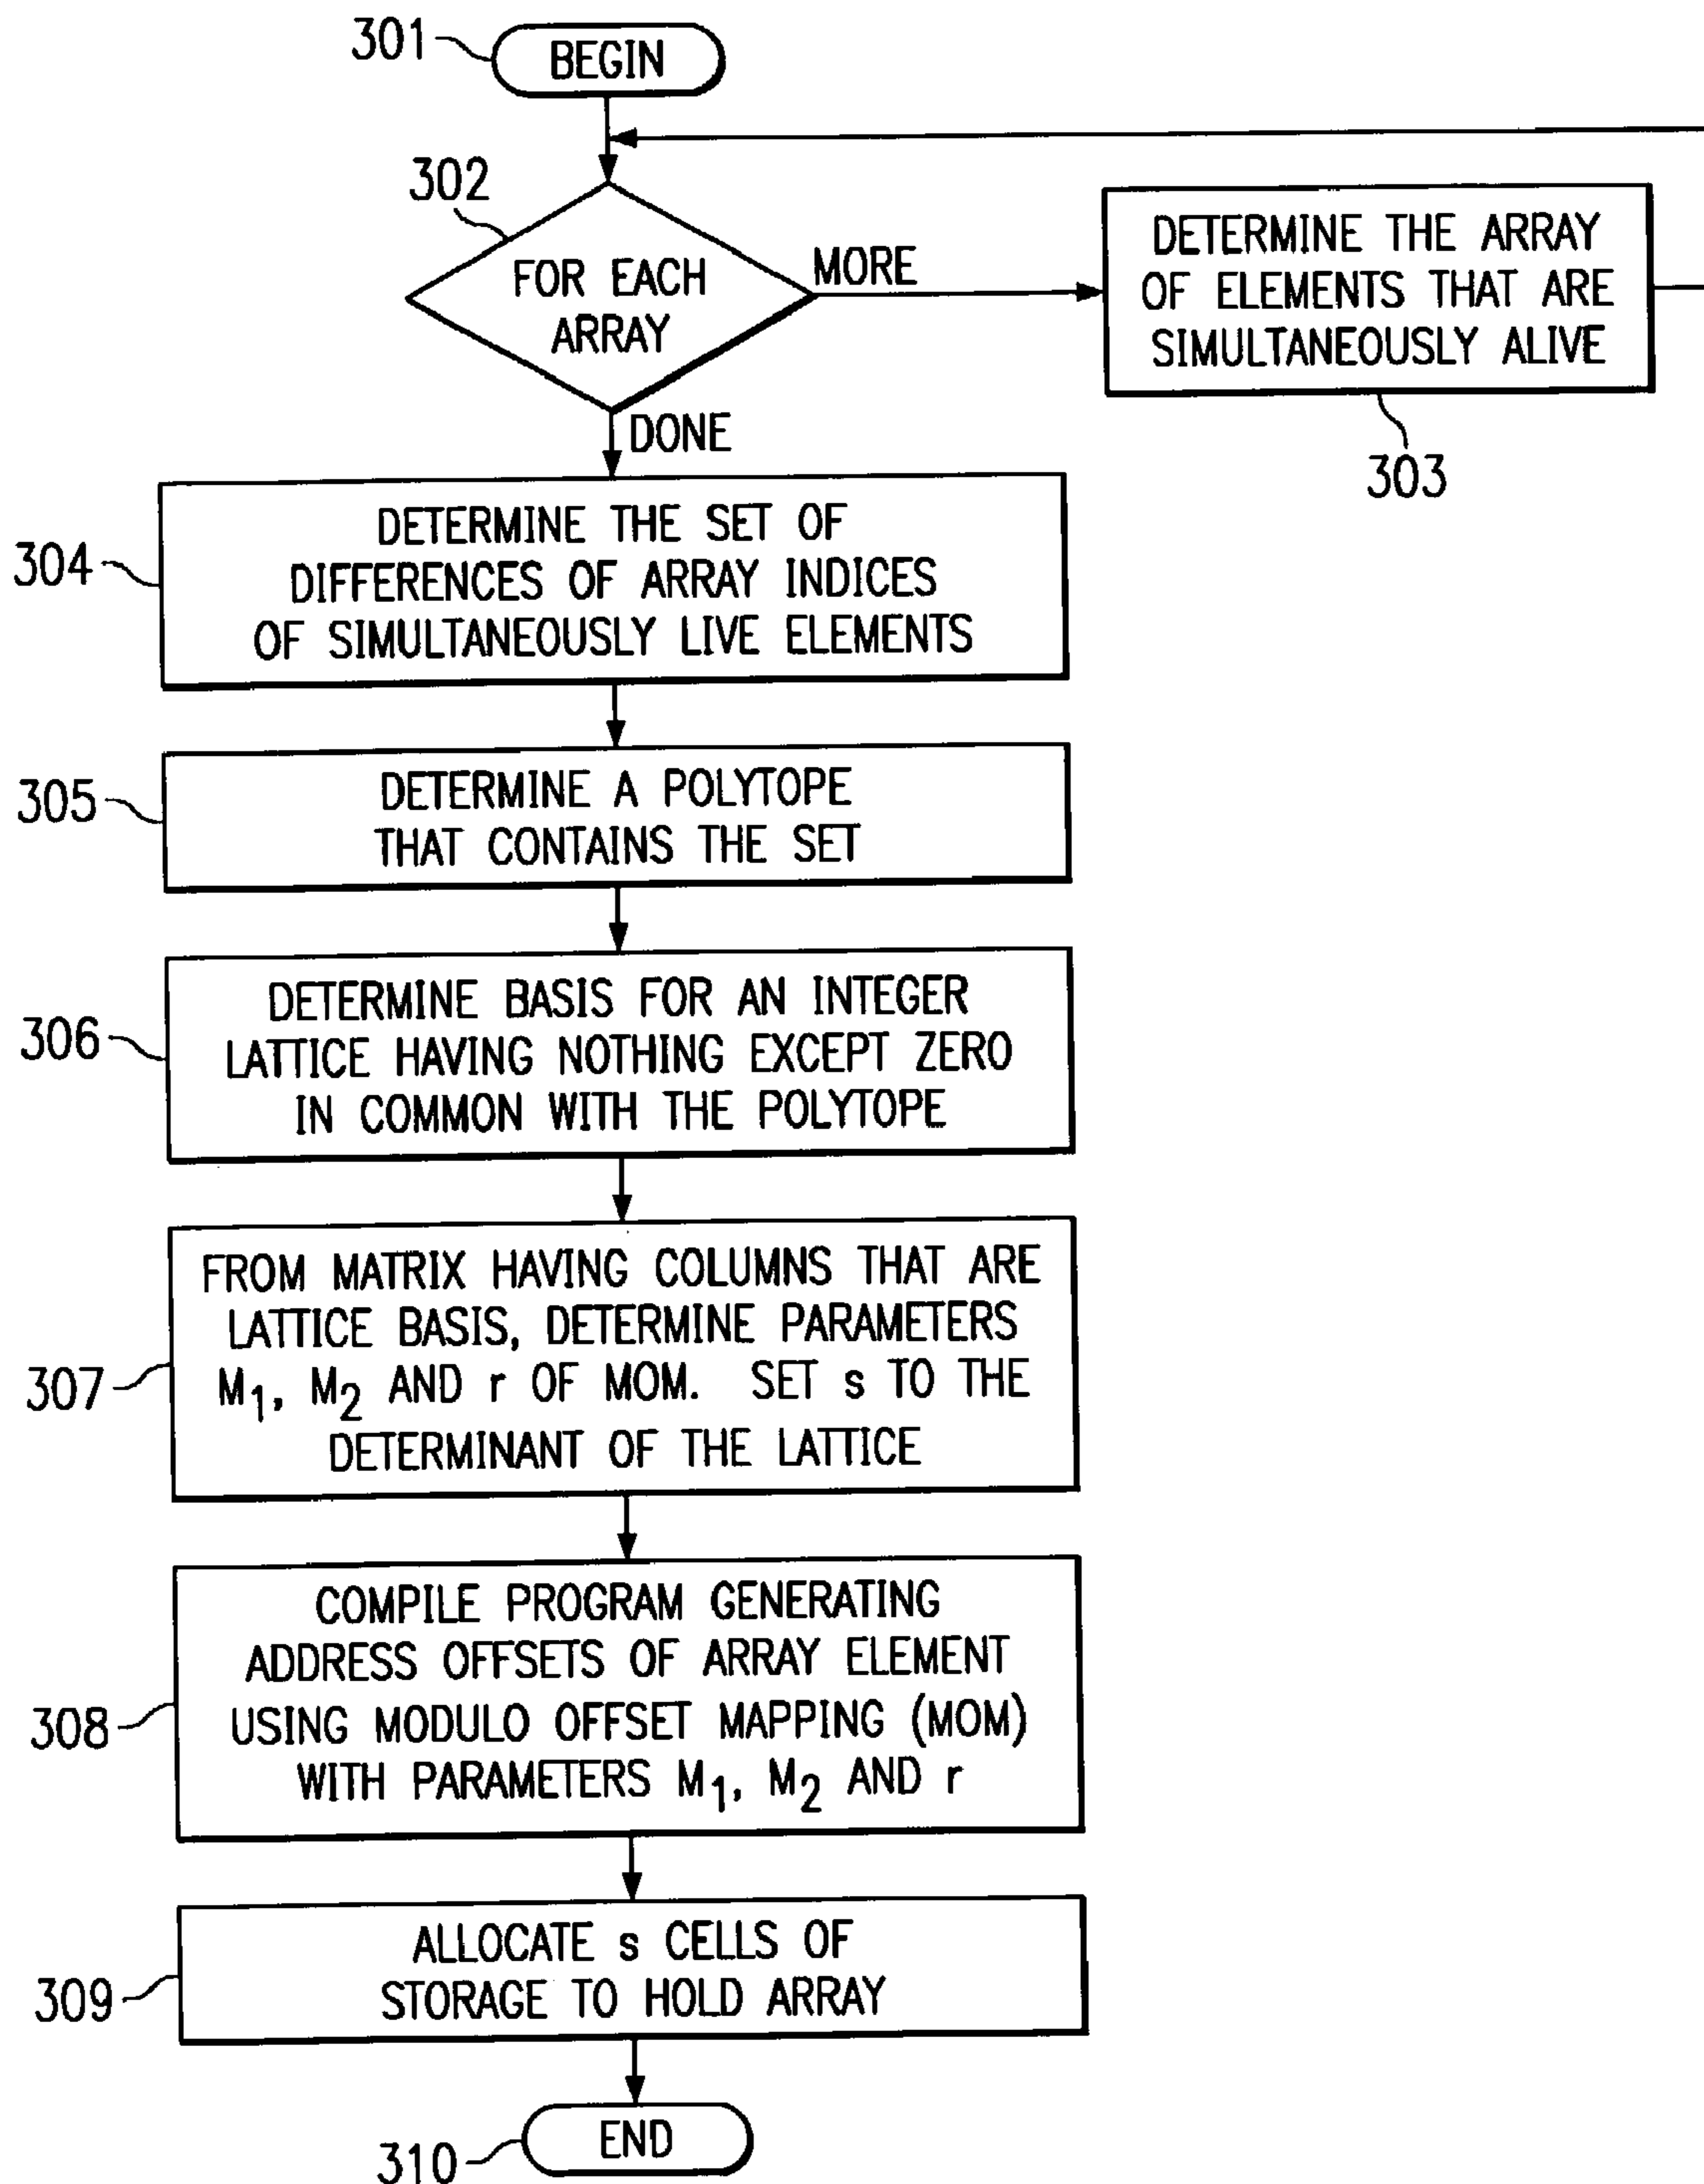 301
BEGIN
302
FOR EACH
ARRAY
MORE
DETERMINE THE ARRAY
OF ELEMENTS THAT ARE
SIMULTANEOUSLY ALIVE
303
DONE
304
DETERMINE THE SET OF
DIFFERENCES OF ARRAY INDICES
OF SIMULTANEOUSLY LIVE ELEMENTS
305
DETERMINE A POLYTOPE
THAT CONTAINS THE SET
306
DETERMINE BASIS FOR AN INTEGER
LATTICE HAVING NOTHING EXCEPT ZERO
IN COMMON WITH THE POLYTOPE
307
FROM MATRIX HAVING COLUMNS THAT ARE
LATTICE BASIS, DETERMINE PARAMETERS
M₁, M₂ AND r OF MOM. SET s TO THE
DETERMINANT OF THE LATTICE
308
COMPILE PROGRAM GENERATING
ADDRESS OFFSETS OF ARRAY ELEMENT
USING MODULO OFFSET MAPPING (MOM)
WITH PARAMETERS M₁, M₂ AND r
309
ALLOCATE s CELLS OF
STORAGE TO HOLD ARRAY
310
END